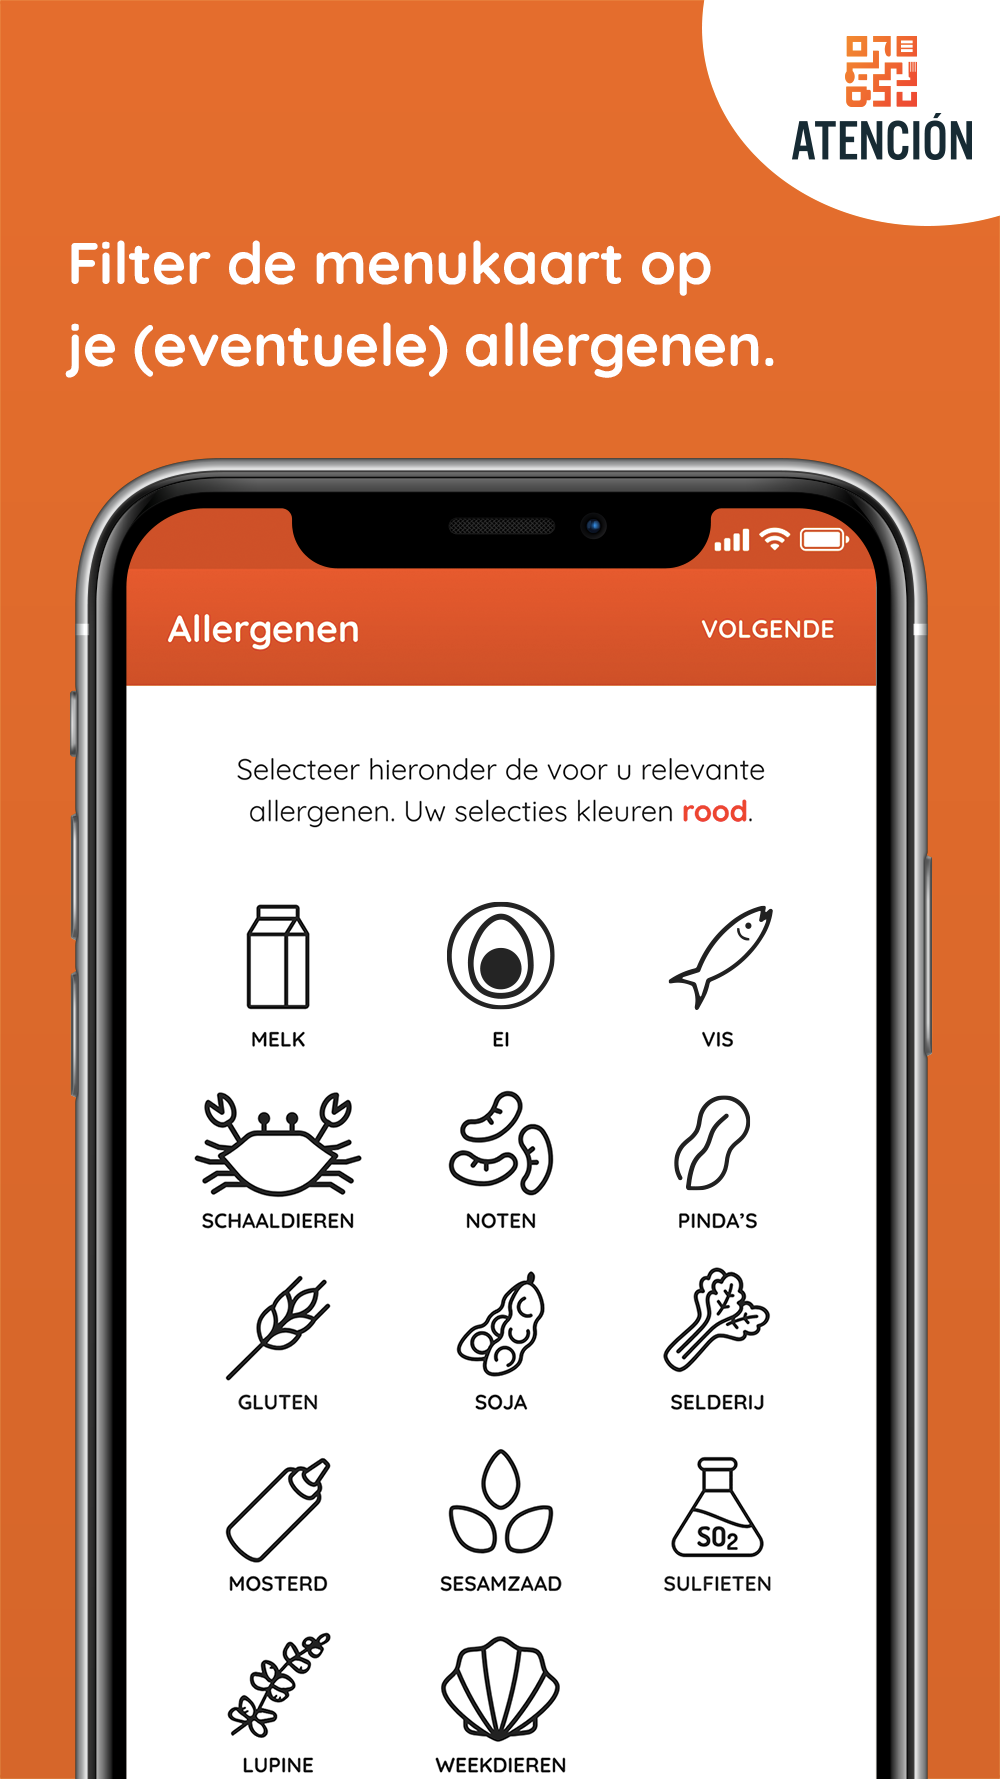 ATENCIÓN
Filter de menukaart op
je (eventuele) allergenen.
Allergenen
VOLGENDE
Selecteer hieronder de voor u relevante
allergenen. Uw selecties kleuren rood.
MELK
EI
VIS
SCHAALDIEREN
NOTEN
PINDA'S
GLUTEN
SOJA
SELDERIJ
SO₂
MOSTERD
SESAMZAAD
SULFIETEN
LUPINE
WEEKDIEREN